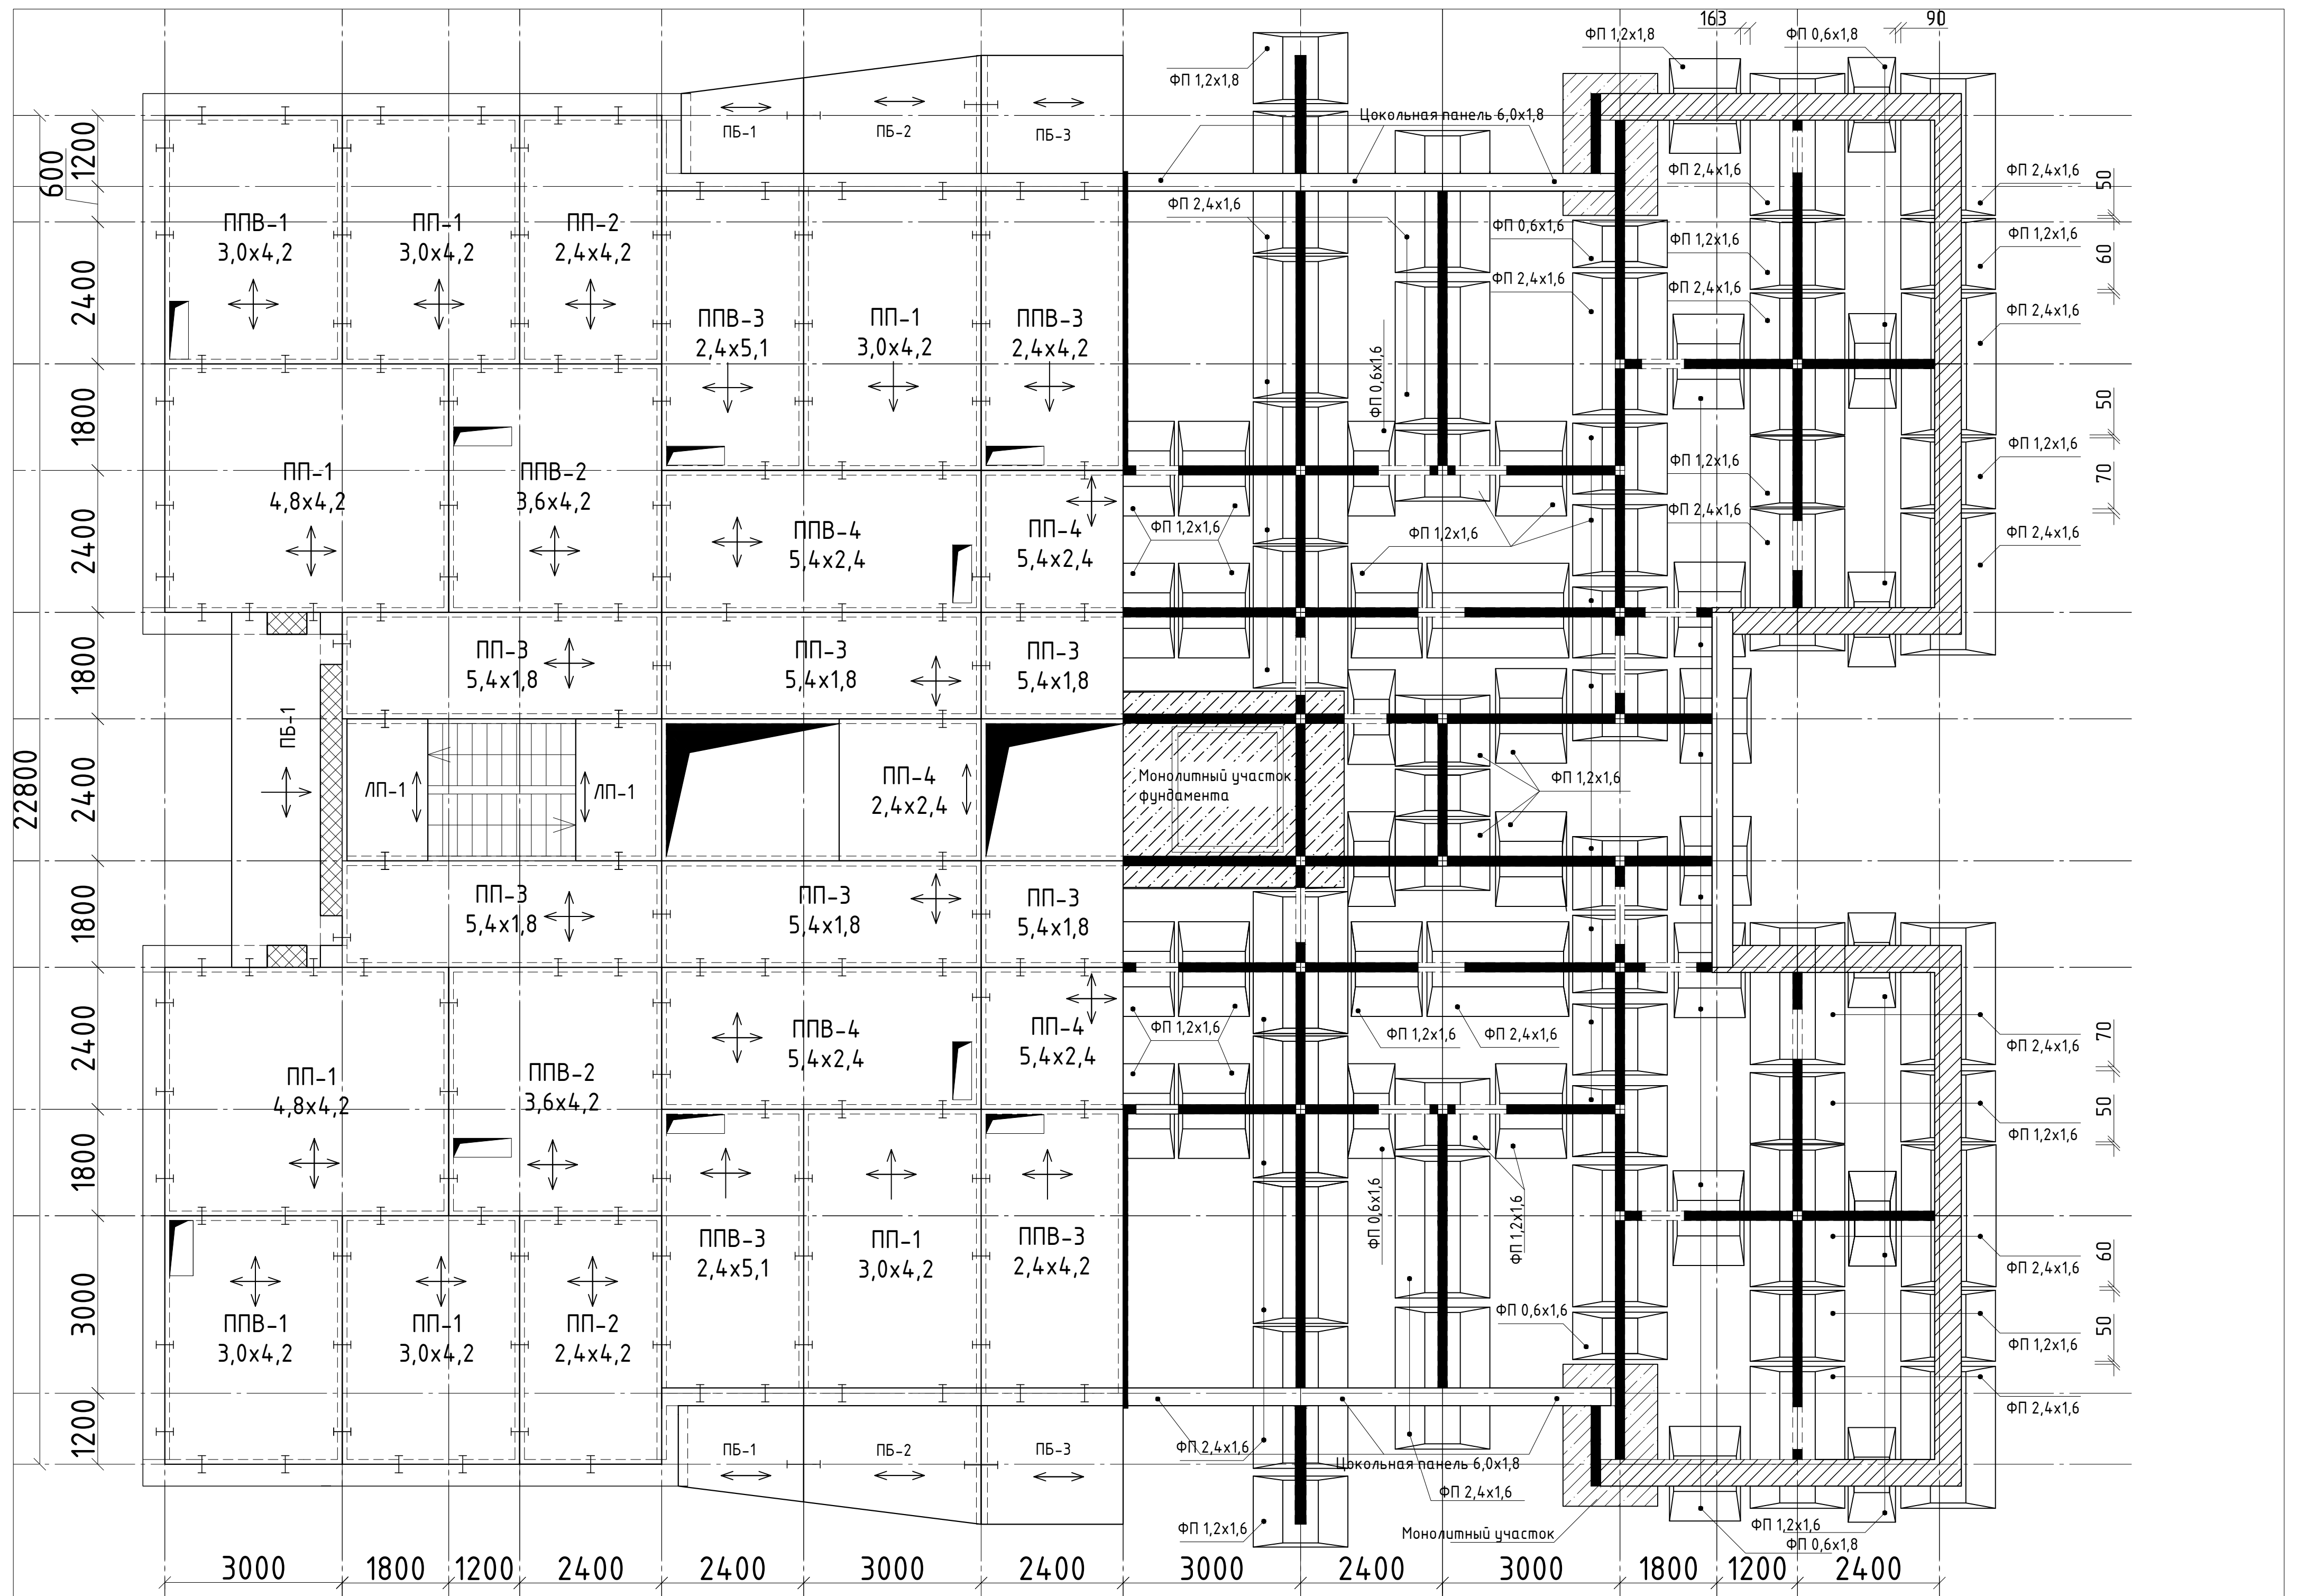 163
90
ФП 1,2х1,8
ФП 0,6х1,8
ФП 1,2х1,8
Цокольная панель 6,0х1,8
1200
600
2400
1800
2400
1800
2400
1800
2400
1800
3000
1200
22800
ПБ-1
ПБ-2
ПБ-3
ППВ-1
3,0х4,2
ПП-1
3,0х4,2
ПП-2
2,4х4,2
ППВ-3
2,4х5,1
ПП-1
3,0х4,2
ППВ-3
2,4х4,2
ПП-1
4,8х4,2
ППВ-2
3,6х4,2
ППВ-4
5,4х2,4
ПП-4
5,4х2,4
ПП-3
5,4х1,8
ПП-3
5,4х1,8
ПП-3
5,4х1,8
ПБ-1
ЛП-1
ЛП-1
ПП-4
2,4х2,4
Монолитный участок
фундамента
ПП-3
5,4х1,8
ПП-3
5,4х1,8
ПП-3
5,4х1,8
ППВ-4
5,4х2,4
ПП-4
5,4х2,4
ПП-1
4,8х4,2
ППВ-2
3,6х4,2
ППВ-3
2,4х5,1
ПП-1
3,0х4,2
ППВ-3
2,4х4,2
ППВ-1
3,0х4,2
ПП-1
3,0х4,2
ПП-2
2,4х4,2
ПБ-1
ПБ-2
ПБ-3
ФП 2,4х1,6
ФП 0,6х1,6
ФП 2,4х1,6
ФП 0,6х1,6
ФП 1,2х1,6
ФП 1,2х1,6
ФП 2,4х1,6
ФП 1,2х1,6
ФП 2,4х1,6
ФП 1,2х1,6
ФП 2,4х1,6
ФП 2,4х1,6
ФП 1,2х1,6
ФП 2,4х1,6
ФП 1,2х1,6
ФП 2,4х1,6
50
60
50
70
ФП 1,2х1,6
ФП 1,2х1,6
ФП 1,2х1,6
ФП 2,4х1,6
ФП 0,6х1,6
ФП 1,2х1,6
ФП 0,6х1,6
ФП 2,4х1,6
ФП 1,2х1,6
ФП 2,4х1,6
ФП 1,2х1,6
ФП 2,4х1,6
70
50
60
50
ФП 2,4х1,6
Цокольная панель 6,0х1,8
ФП 2,4х1,6
ФП 1,2х1,6
Монолитный участок
ФП 1,2х1,6
ФП 0,6х1,8
3000
1800
1200
2400
2400
3000
2400
3000
2400
3000
1800
1200
2400